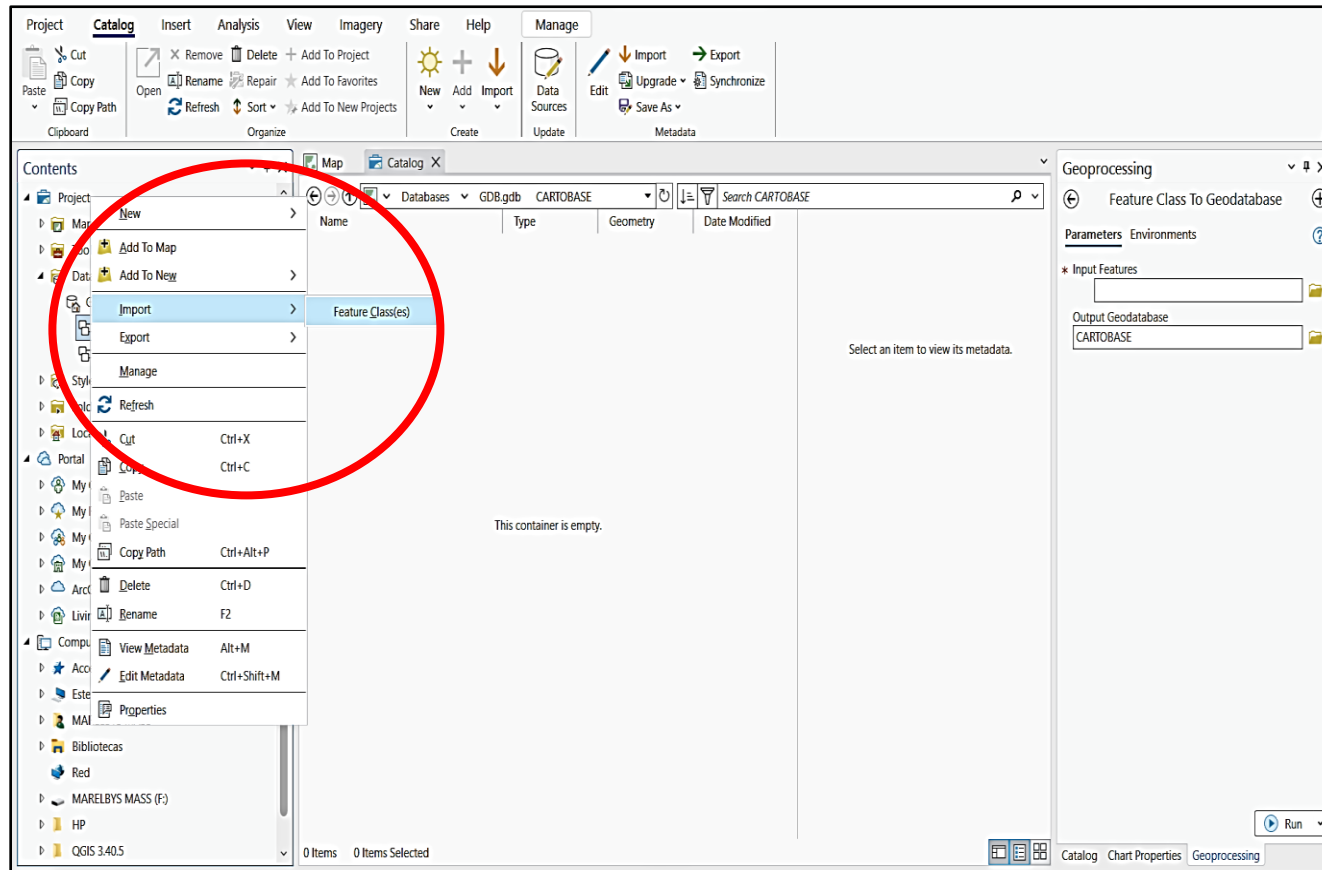 Project Catalog Insert Analysis View Imagery Share Help Manage
Cut
Copy
Copy Path
Paste
Clipboard
Open
Remove Delete Add To Project
Rename Repair Add To Favorites
Refresh Sort Add To New Projects
Organize
New Add Import
Create
Data Sources
Update
Edit
Import Export
Upgrade Synchronize
Save As
Metadata
Contents
Project
Portal
Bibliotecas
Red
MARELBYS MASS (F:)
HP
QGIS 3.40.5
New
Add To Map
Add To New
Import
Feature Class(es)
Export
Manage
Refresh
Cut Ctrl+X
Copy Ctrl+C
Paste
Paste Special
Copy Path Ctrl+Alt+P
Delete Ctrl+D
Rename F2
View Metadata Alt+M
Edit Metadata Ctrl+Shift+M
Properties
Map Catalog
Databases GDB.gdb CARTOBASE Search CARTOBASE
Name Type Geometry Date Modified
This container is empty.
Select an item to view its metadata.
0 Items 0 Items Selected
Geoprocessing
Feature Class To Geodatabase
Parameters Environments
* Input Features
Output Geodatabase
CARTOBASE
Run
Catalog Chart Properties Geoprocessing